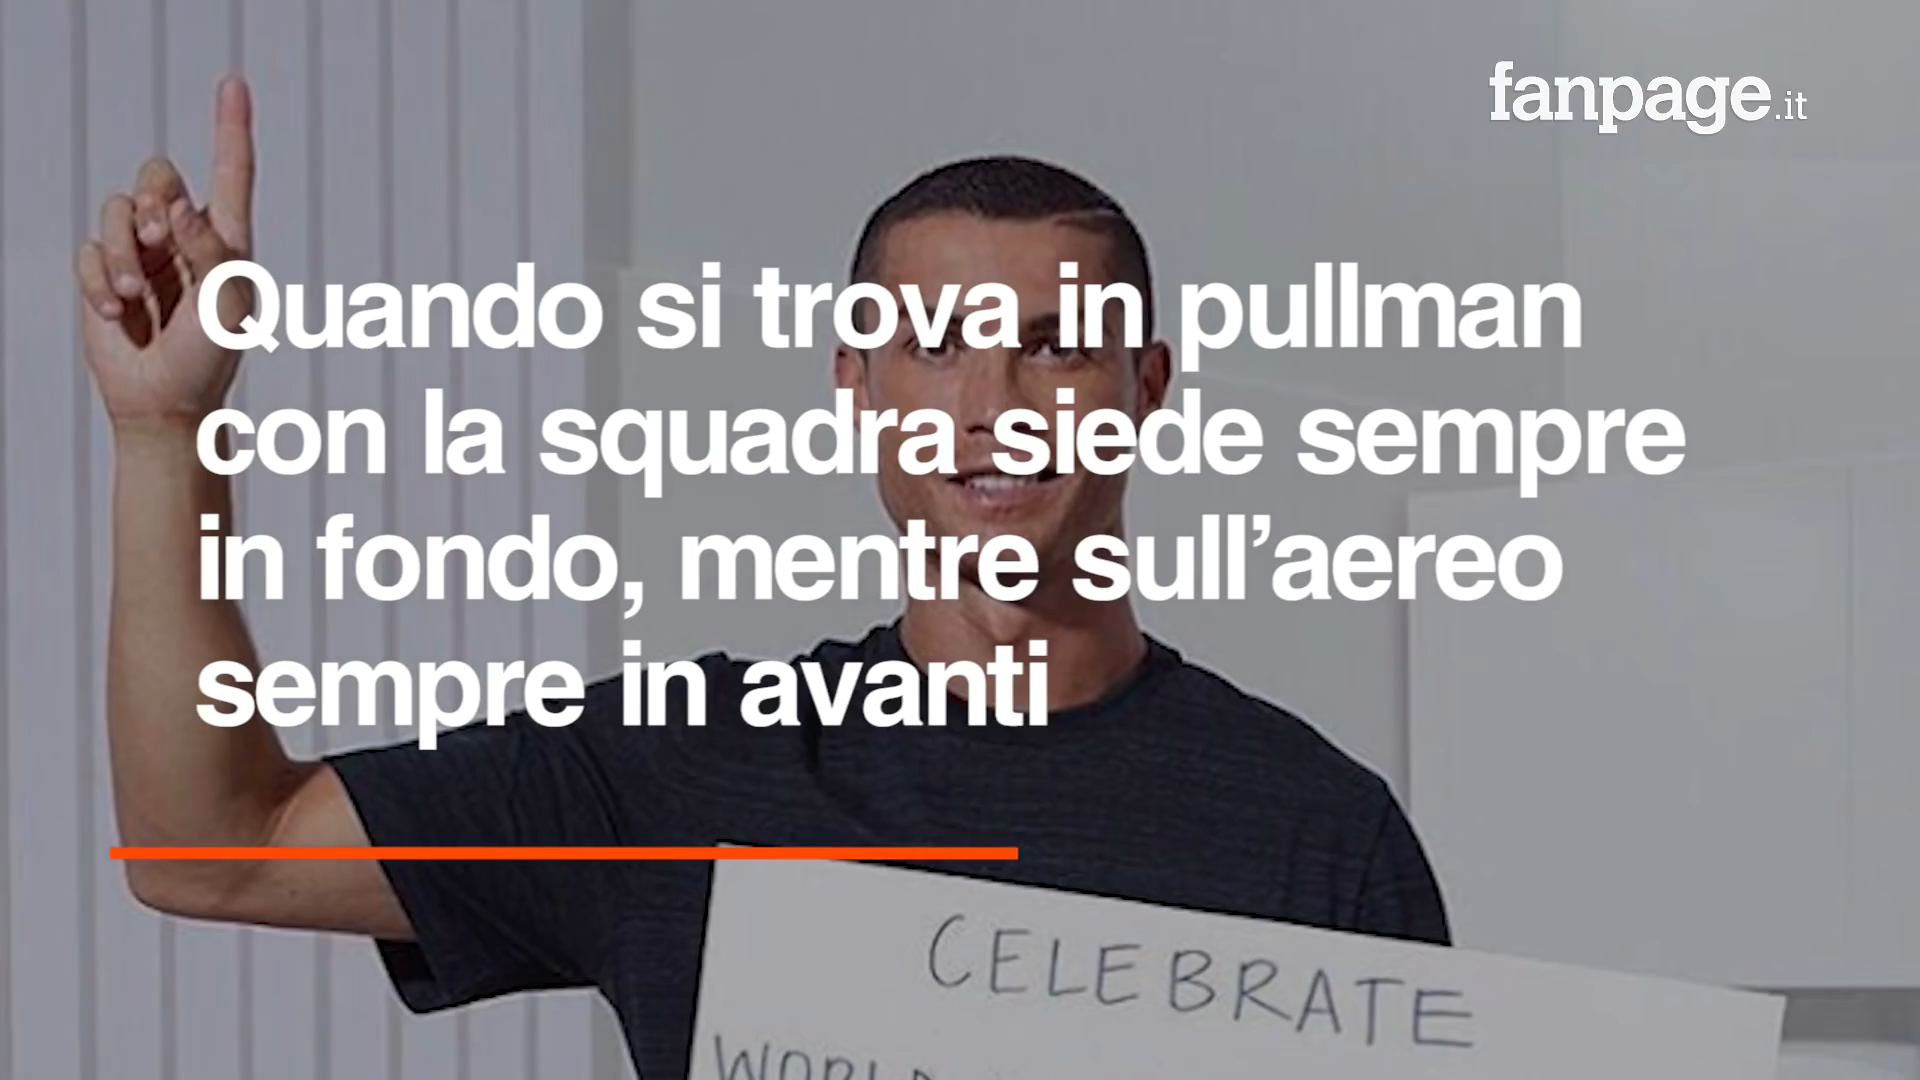 fanpage.it
Quando si trova in pullman
con la squadra siede sempre
in fondo, mentre sull’aereo
sempre in avanti
CELEBRATE
WORLD